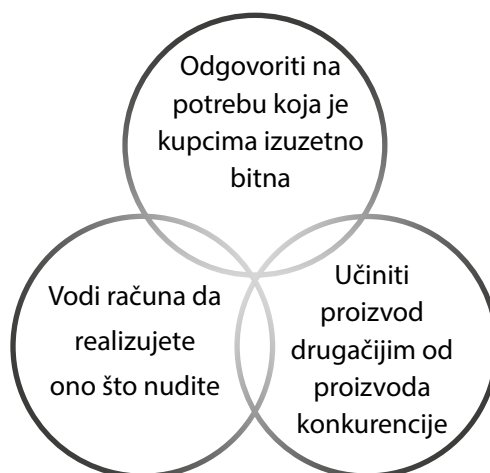 Odgovoriti na
potrebu koja je
kupcima izuzetno
bitna
Vodi računa da
realizujete
ono što nudite
Učiniti
proizvod
drugačijim od
proizvoda
konkurencije